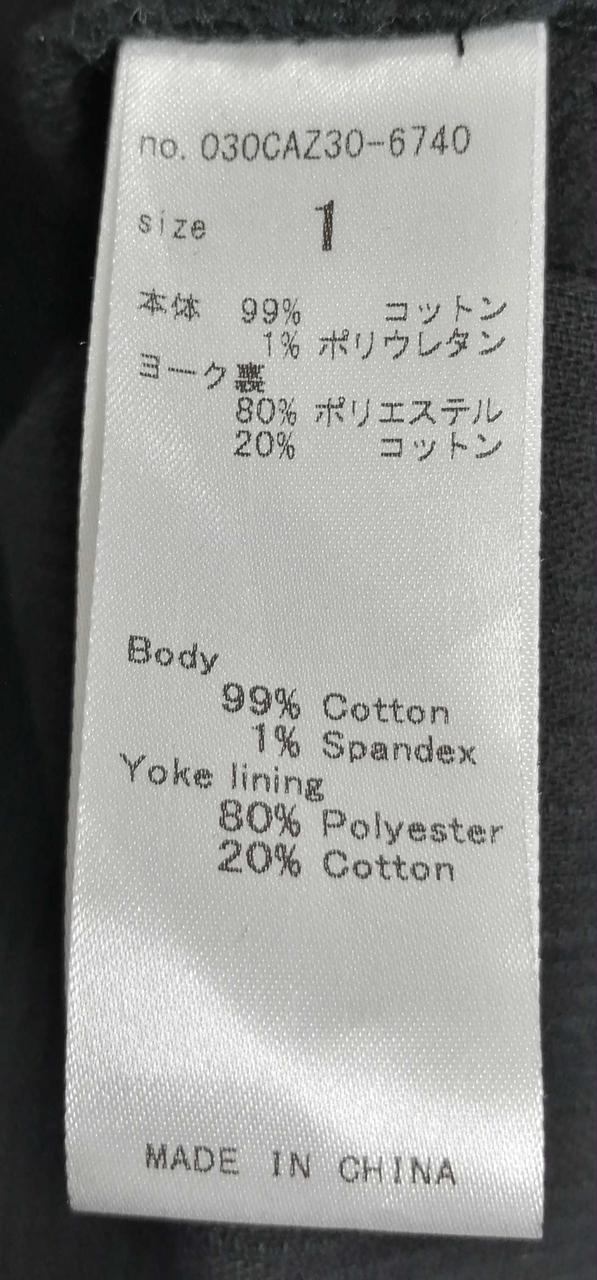 no. 030CAZ30-6740
size 1
本体 99% コットン
1% ポリウレタン
ヨーク裏
80% ポリエステル
20% コットン
Body
99% Cotton
1% Spandex
Yoke lining
80% Polyester
20% Cotton
MADE IN CHINA